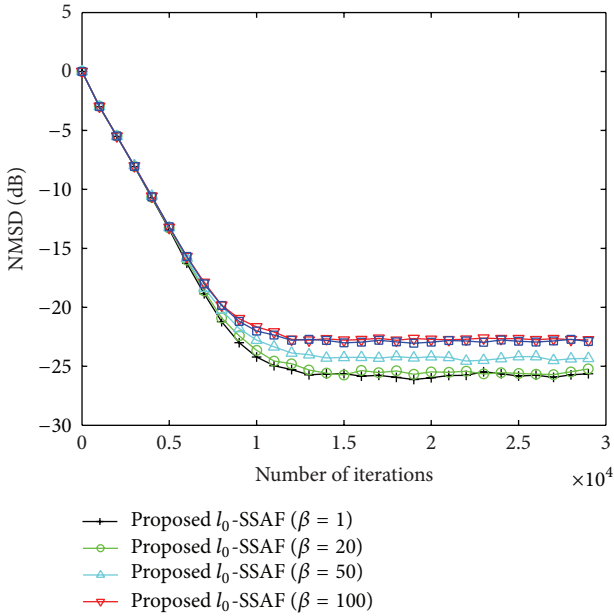 5
0
−5
−10
−15
−20
−25
−30
NMSD (dB)
0 0.5 1 1.5 2 2.5 3
Number of iterations
×10⁴
Proposed l₀-SSAF (β = 1)
Proposed l₀-SSAF (β = 20)
Proposed l₀-SSAF (β = 50)
Proposed l₀-SSAF (β = 100)